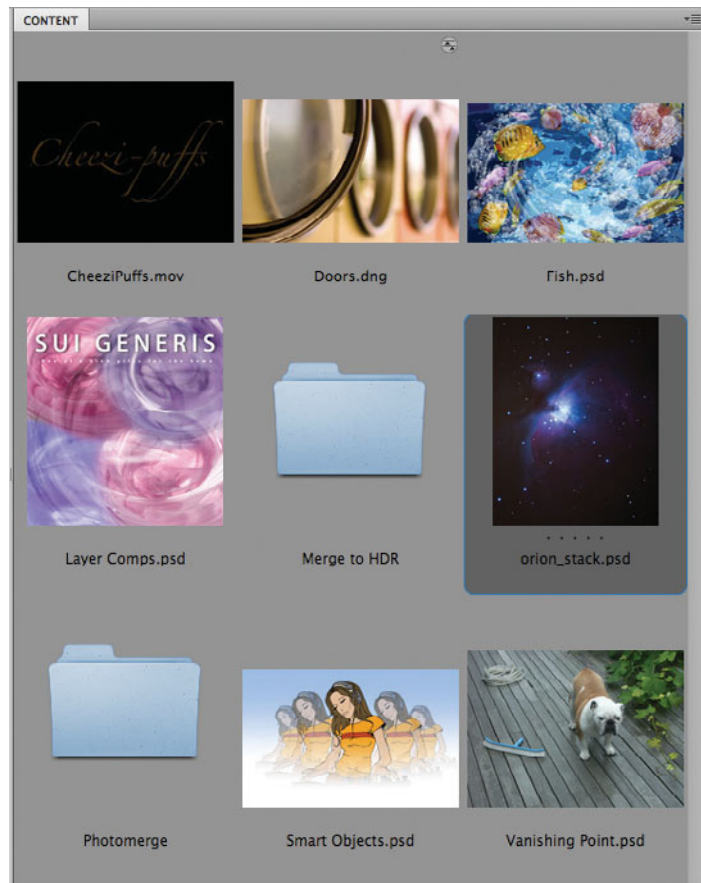 CONTENT
Cheezi-puffs
CheeziPuffs.mov
Doors.dng
Fish.psd
SUI GENERIS
Layer Comps.psd
Merge to HDR
orion_stack.psd
Photomerge
Smart Objects.psd
Vanishing Point.psd